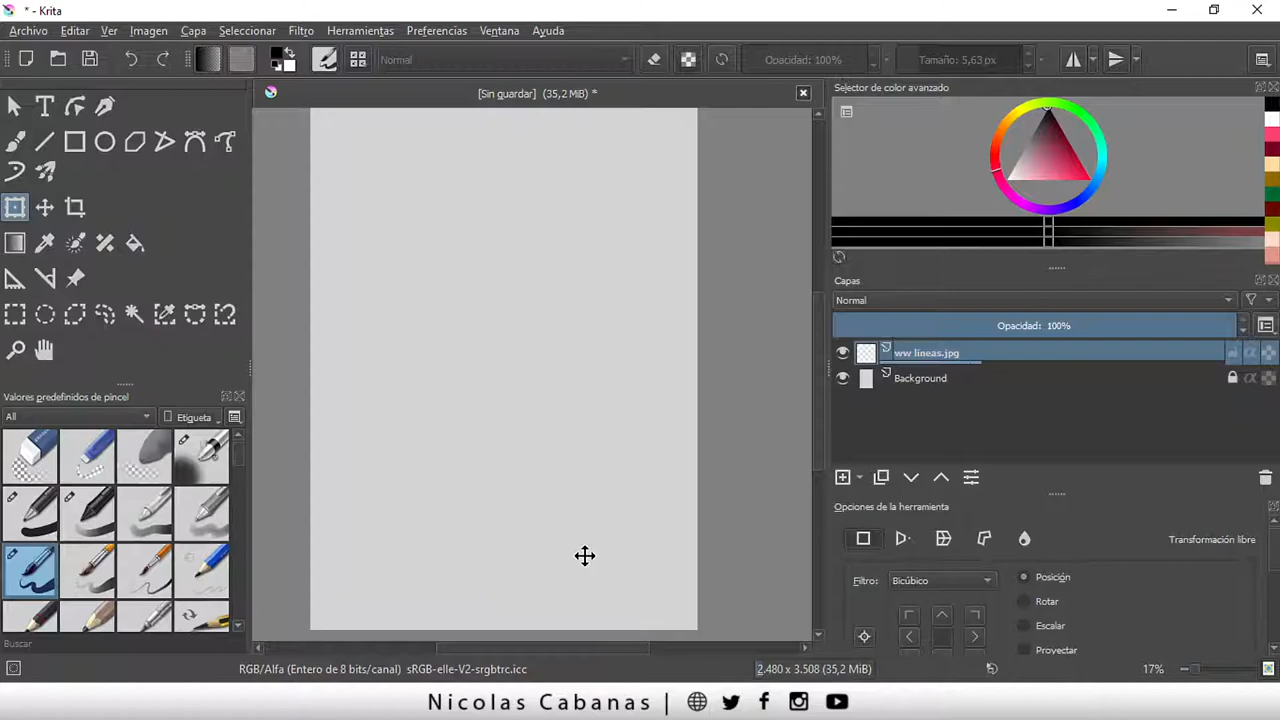 * - Krita
Archivo Editar Ver Imagen Capa Seleccionar Filtro Herramientas Preferencias Ventana Ayuda
Normal Opacidad: 100% Tamaño: 5,63 px
[Sin guardar] (35,2 MiB) *
Selector de color avanzado
Capas
Normal
Opacidad: 100%
ww lineas.jpg
Background
Valores predefinidos de pincel
All Etiqueta
Opciones de la herramienta
Transformación libre
Filtro: Bicúbico Posición
Rotar
Escalar
Proyectar
Buscar
RGB/Alfa (Entero de 8 bits/canal) sRGB-elle-V2-srgbtrc.icc 2.480 x 3.508 (35,2 MiB) 17%
Nicolas Cabanas |